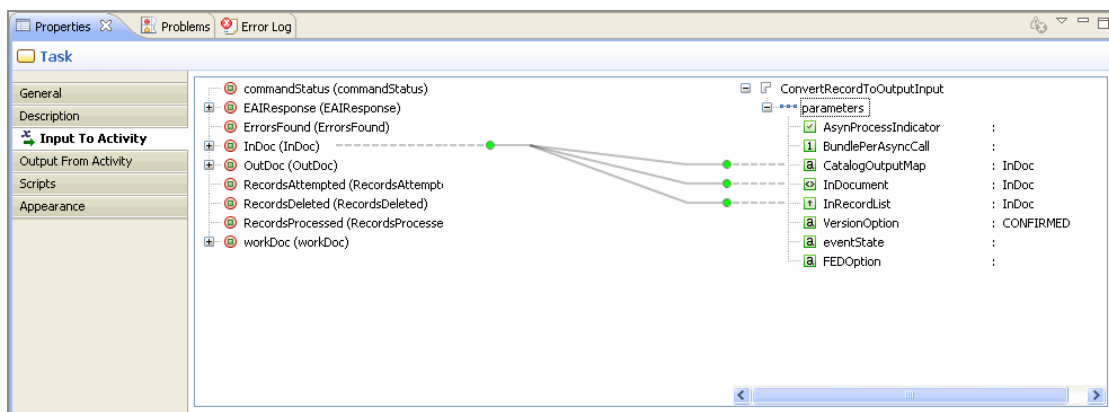 Properties Problems Error Log
Task
General
Description
Input To Activity
Output From Activity
Scripts
Appearance
commandStatus (commandStatus)
EAIResponse (EAIResponse)
ErrorsFound (ErrorsFound)
InDoc (InDoc)
OutDoc (OutDoc)
RecordsAttempted (RecordsAttempte
RecordsDeleted (RecordsDeleted)
RecordsProcessed (RecordsProcesse
workDoc (workDoc)
ConvertRecordToOutputInput
parameters
AsynProcessIndicator :
BundlePerAsyncCall :
CatalogOutputMap : InDoc
InDocument : InDoc
InRecordList : InDoc
VersionOption : CONFIRMED
eventState :
FEDOption :